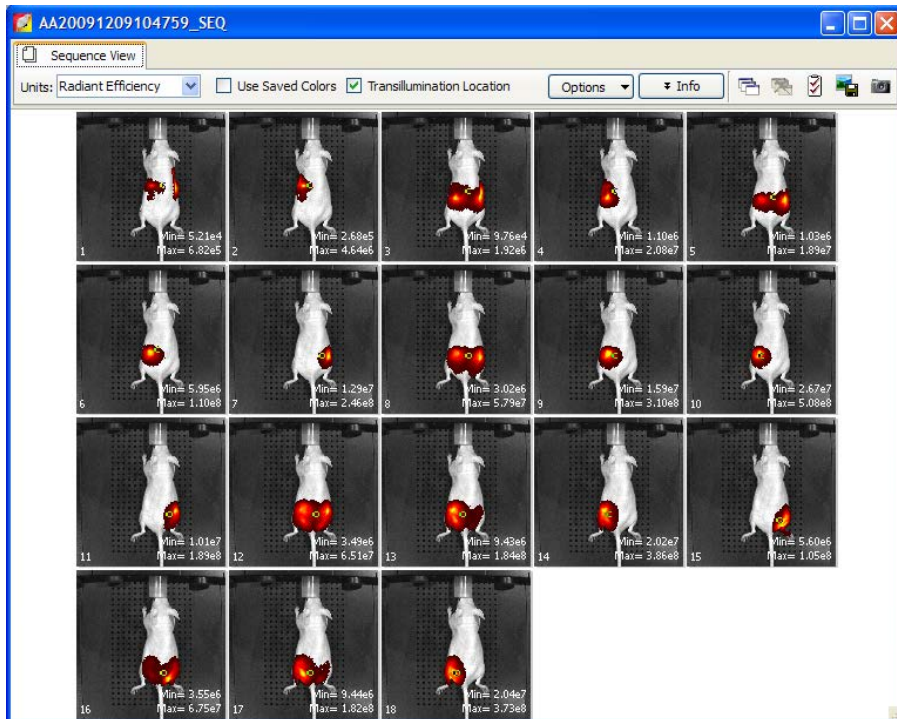 AA20091209104759_SEQ
Sequence View
Units: Radiant Efficiency Use Saved Colors Transillumination Location Options Info
1 Min= 5.21e4 Max= 6.82e5
2 Min= 2.68e5 Max= 4.64e6
3 Min= 9.76e4 Max= 1.92e6
4 Min= 1.10e6 Max= 2.08e7
5 Min= 1.03e6 Max= 1.89e7
6 Min= 5.95e6 Max= 1.10e8
7 Min= 1.29e7 Max= 2.46e8
8 Min= 3.02e6 Max= 5.79e7
9 Min= 1.59e7 Max= 3.10e8
10 Min= 2.67e7 Max= 5.08e8
11 Min= 1.01e7 Max= 1.89e8
12 Min= 3.49e6 Max= 6.51e7
13 Min= 9.43e6 Max= 1.84e8
14 Min= 2.02e7 Max= 3.86e8
15 Min= 5.60e6 Max= 1.05e8
16 Min= 3.55e6 Max= 6.75e7
17 Min= 9.44e6 Max= 1.82e8
18 Min= 2.04e7 Max= 3.73e8